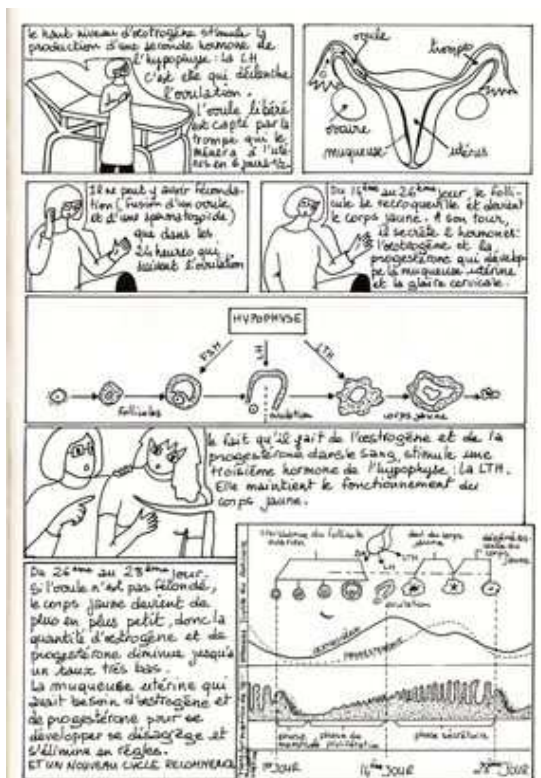 le haut niveau d'œstrogène stimule la
production d'une seconde hormone de
l'hypophyse : la LH
C'est elle qui déclenche
l'ovulation.
L'ovule libéré
est capté par la
trompe qui le
mènera à l'uté-
rus en 6 jours 1/2.
ovule
trompe
ovaire
muqueuse
utérus
Il ne peut y avoir féconda-
tion (fusion d'un ovule
et d'un spermatozoïde)
que dans les
24 heures qui
suivent l'ovulation
Du 16ème au 26ème jour, le folli-
cule se recroqueville et devient
le corps jaune. A son tour,
il secrète 2 hormones:
l'œstrogène et la
progestérone qui dévelop-
pe la muqueuse utérine
et la glaire cervicale.
HYPOPHYSE
FSH
LH
LTH
follicules
ovulation
corps jaune
le fait qu'il y ait de l'œstrogène et de la
progestérone dans le sang, stimule une
troisième hormone de l'hypophyse : la LTH.
Elle maintient le fonctionnement du
corps jaune.
Du 26ème au 28ème jour.
Si l'ovule n'est pas fécondé,
le corps jaune devient de
plus en plus petit, donc la
quantité d'œstrogène et de
progestérone diminue jusqu'à
un taux très bas.
La muqueuse utérine qui
avait besoin d'œstrogène et
de progestérone pour se
développer se désagrège et
s'élimine en règles.
ET UN NOUVEAU CYCLE RECOMMENCE
du follicule
du corps
jaune
LH
LTH
ovulation
PROGESTERONE
phase
phase
phase sécrétoire
1er JOUR
14ème JOUR
28ème JOUR